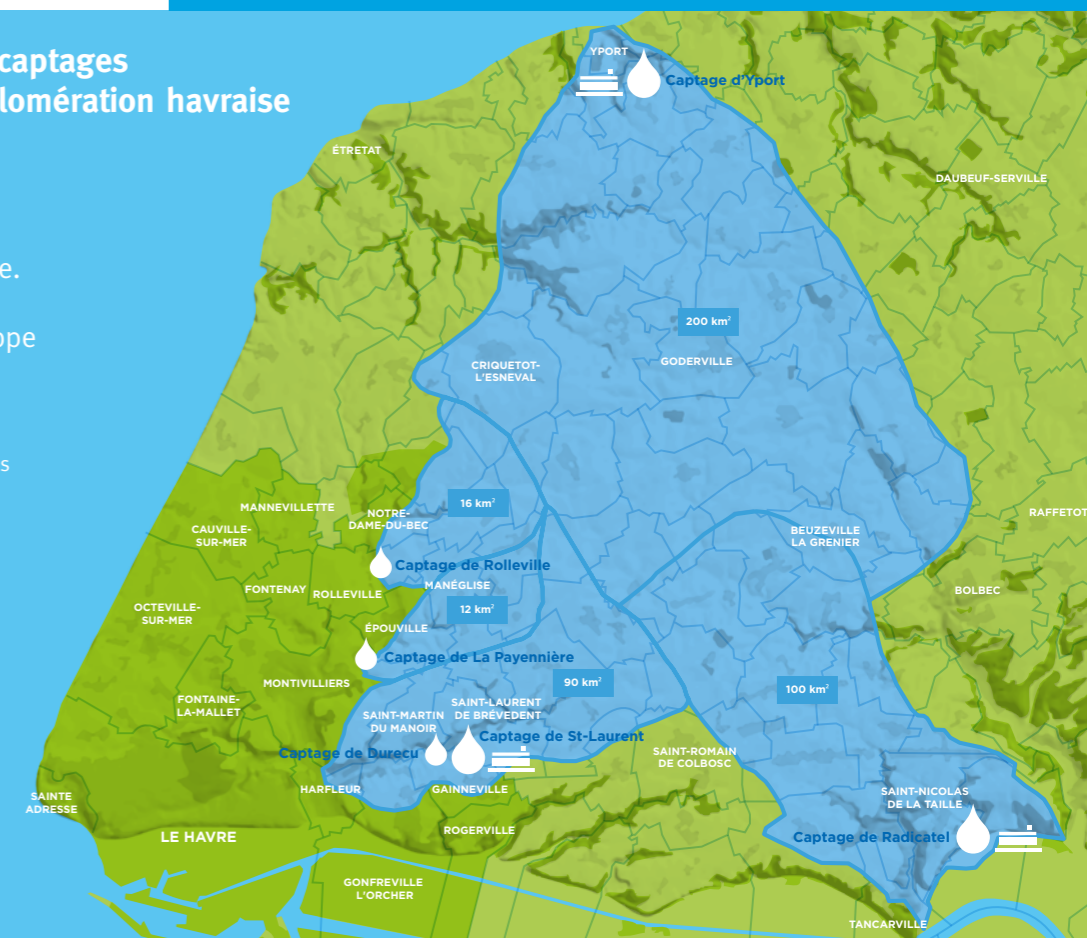 captages
lomération havraise
e.
ope
s
YPORT
Captage d'Yport
ÉTRETAT
DAUBEUF-SERVILLE
200 km²
GODERVILLE
CRIQUETOT-
L'ESNEVAL
16 km²
MANNEVILLETTE
NOTRE-
DAME-DU-BEC
CAUVILLE-
SUR-MER
RAFFETOT
BEUZEVILLE
LA GRENIER
Captage de Rolleville
MANÉGLISE
FONTENAY
ROLLEVILLE
BOLBEC
OCTEVILLE-
SUR-MER
12 km²
ÉPOUVILLE
Captage de La Payennière
MONTIVILLIERS
90 km²
100 km²
FONTAINE-
LA-MALLET
SAINT-LAURENT
DE BRÉVEDENT
SAINT-MARTIN
DU MANOIR
Captage de St-Laurent
Captage de Durecu
SAINT-ROMAIN
DE COLBOSC
HARFLEUR
GAINNEVILLE
SAINT-NICOLAS
DE LA TAILLE
SAINTE
ADRESSE
ROGERVILLE
LE HAVRE
Captage de Radicatel
GONFREVILLE
L'ORCHER
TANCARVILLE